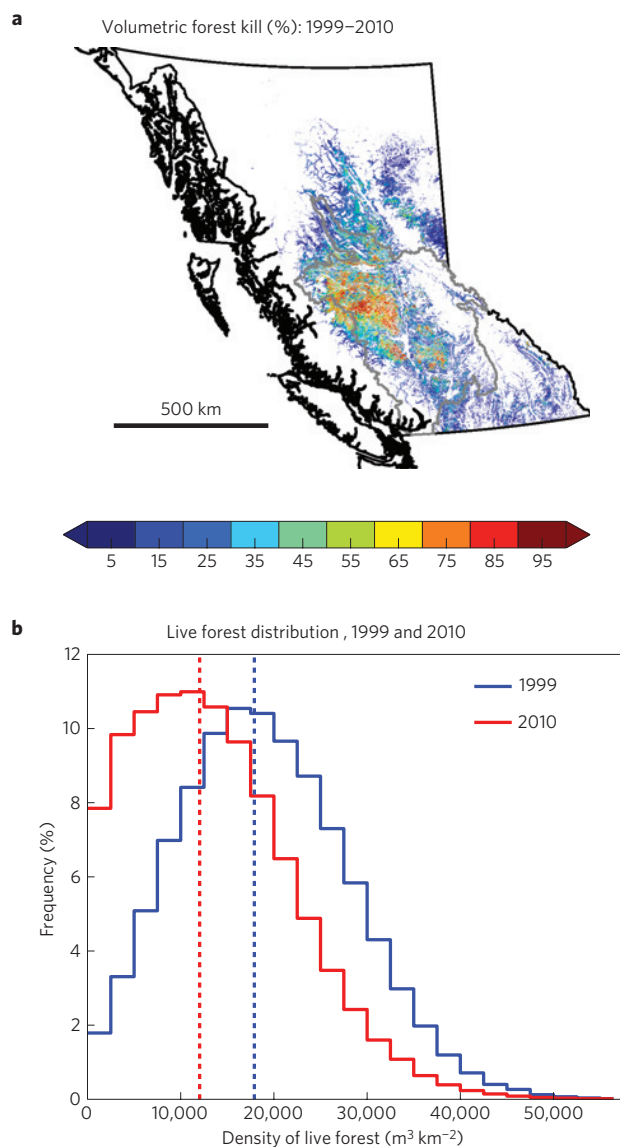 a
Volumetric forest kill (%): 1999–2010
500 km
5 15 25 35 45 55 65 75 85 95
b
Live forest distribution , 1999 and 2010
12
10
8
6
4
2
0
Frequency (%)
1999
2010
0 10,000 20,000 30,000 40,000 50,000
Density of live forest (m³ km⁻²)